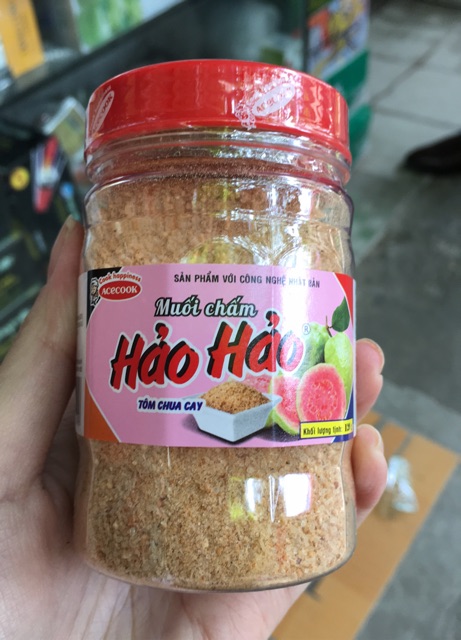 ACECOOK
Cook happiness
ACECOOK
SẢN PHẨM VỚI CÔNG NGHỆ NHẬT BẢN
Muối chấm
Hảo Hảo®
TÔM CHUA CAY
Khối lượng tịnh: